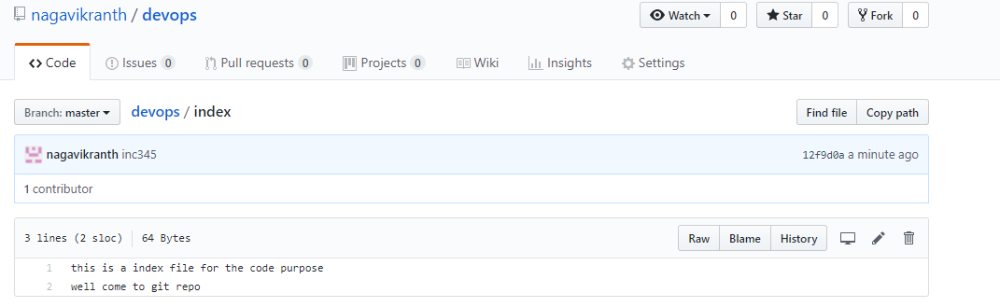 nagavikranth / devops
Watch 0 Star 0 Fork 0
Code Issues 0 Pull requests 0 Projects 0 Wiki Insights Settings
Branch: master devops / index Find file Copy path
nagavikranth inc345 12f9d0a a minute ago
1 contributor
3 lines (2 sloc) 64 Bytes Raw Blame History
1 this is a index file for the code purpose
2 well come to git repo